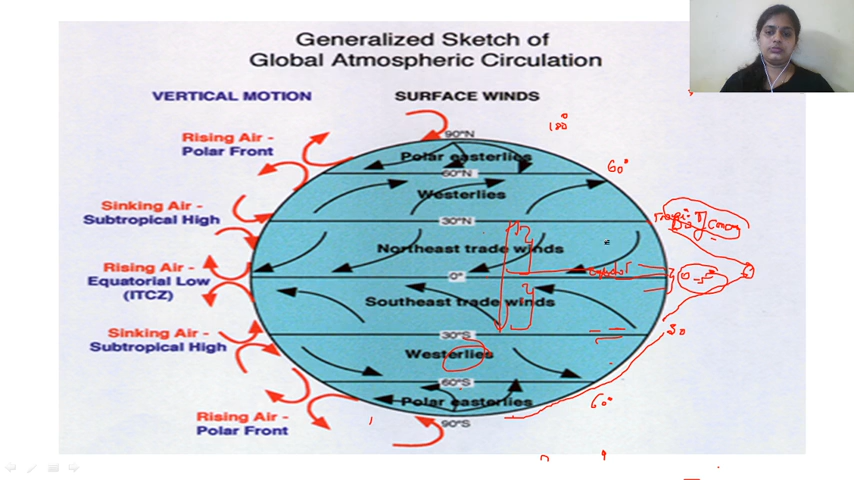 Generalized Sketch of
Global Atmospheric Circulation
VERTICAL MOTION
SURFACE WINDS
Rising Air -
Polar Front
Sinking Air -
Subtropical High
Rising Air -
Equatorial Low
(ITCZ)
Sinking Air -
Subtropical High
Rising Air -
Polar Front
90°N
Polar easterlies
60°N
Westerlies
30°N
Northeast trade winds
0°
Southeast trade winds
30°S
Westerlies
60°S
Polar easterlies
90°S
180°
60°
30
60°